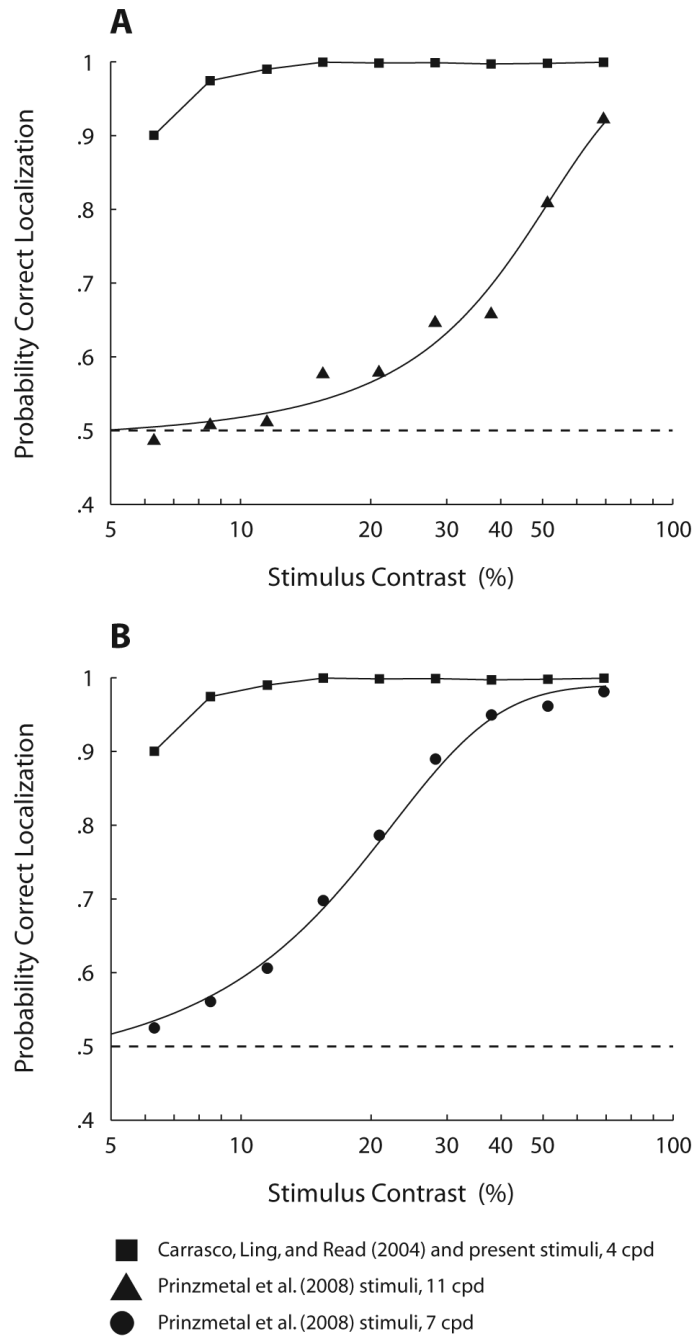 A
Probability Correct Localization
1
.9
.8
.7
.6
.5
.4
5 10 20 30 40 50 100
Stimulus Contrast (%)
B
Probability Correct Localization
1
.9
.8
.7
.6
.5
.4
5 10 20 30 40 50 100
Stimulus Contrast (%)
Carrasco, Ling, and Read (2004) and present stimuli, 4 cpd
Prinzmetal et al. (2008) stimuli, 11 cpd
Prinzmetal et al. (2008) stimuli, 7 cpd